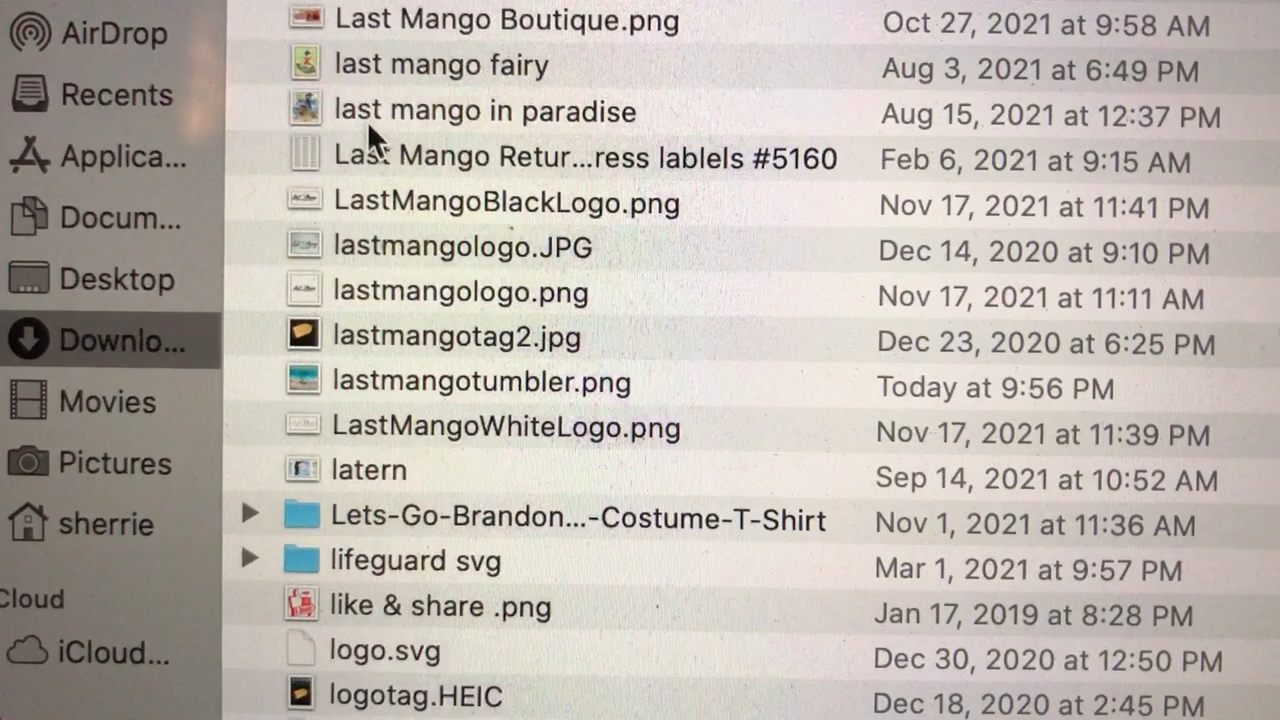 AirDrop
Recents
Applica...
Docum...
Desktop
Downlo...
Movies
Pictures
sherrie
Cloud
iCloud...
Last Mango Boutique.png Oct 27, 2021 at 9:58 AM
last mango fairy Aug 3, 2021 at 6:49 PM
last mango in paradise Aug 15, 2021 at 12:37 PM
Last Mango Retur...ress lablels #5160 Feb 6, 2021 at 9:15 AM
LastMangoBlackLogo.png Nov 17, 2021 at 11:41 PM
lastmangologo.JPG Dec 14, 2020 at 9:10 PM
lastmangologo.png Nov 17, 2021 at 11:11 AM
lastmangotag2.jpg Dec 23, 2020 at 6:25 PM
lastmangotumbler.png Today at 9:56 PM
LastMangoWhiteLogo.png Nov 17, 2021 at 11:39 PM
latern Sep 14, 2021 at 10:52 AM
Lets-Go-Brandon...-Costume-T-Shirt Nov 1, 2021 at 11:36 AM
lifeguard svg Mar 1, 2021 at 9:57 PM
like & share .png Jan 17, 2019 at 8:28 PM
logo.svg Dec 30, 2020 at 12:50 PM
logotag.HEIC Dec 18, 2020 at 2:45 PM